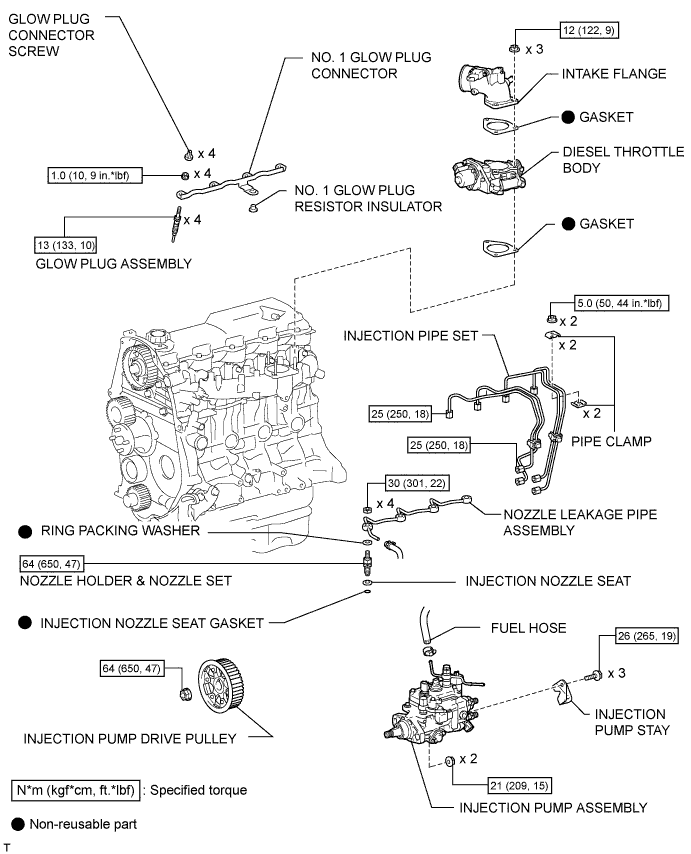 GLOW PLUG
CONNECTOR
SCREW
NO. 1 GLOW PLUG
CONNECTOR
12 (122, 9)
x 3
INTAKE FLANGE
GASKET
DIESEL THROTTLE
BODY
GASKET
x 4
1.0 (10, 9 in.*lbf)
x 4
NO. 1 GLOW PLUG
RESISTOR INSULATOR
x 4
13 (133, 10)
GLOW PLUG ASSEMBLY
5.0 (50, 44 in.*lbf)
x 2
x 2
INJECTION PIPE SET
x 2
25 (250, 18)
25 (250, 18)
PIPE CLAMP
30 (301, 22)
x 4
NOZZLE LEAKAGE PIPE
ASSEMBLY
RING PACKING WASHER
64 (650, 47)
NOZZLE HOLDER & NOZZLE SET
INJECTION NOZZLE SEAT
INJECTION NOZZLE SEAT GASKET
FUEL HOSE
26 (265, 19)
x 3
64 (650, 47)
INJECTION PUMP DRIVE PULLEY
INJECTION
PUMP STAY
x 2
21 (209, 15)
INJECTION PUMP ASSEMBLY
N*m (kgf*cm, ft.*lbf) : Specified torque
Non-reusable part
T